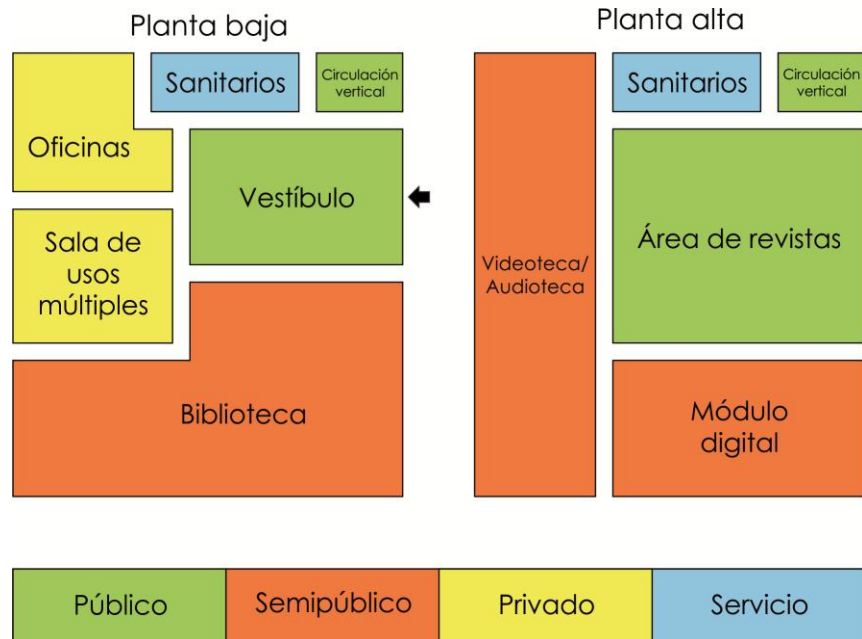 Planta baja
Sanitarios
Circulación
vertical
Oficinas
Vestíbulo
Sala de
usos
múltiples
Biblioteca
Planta alta
Sanitarios
Circulación
vertical
Videoteca/
Audioteca
Área de revistas
Módulo
digital
Público
Semipúblico
Privado
Servicio